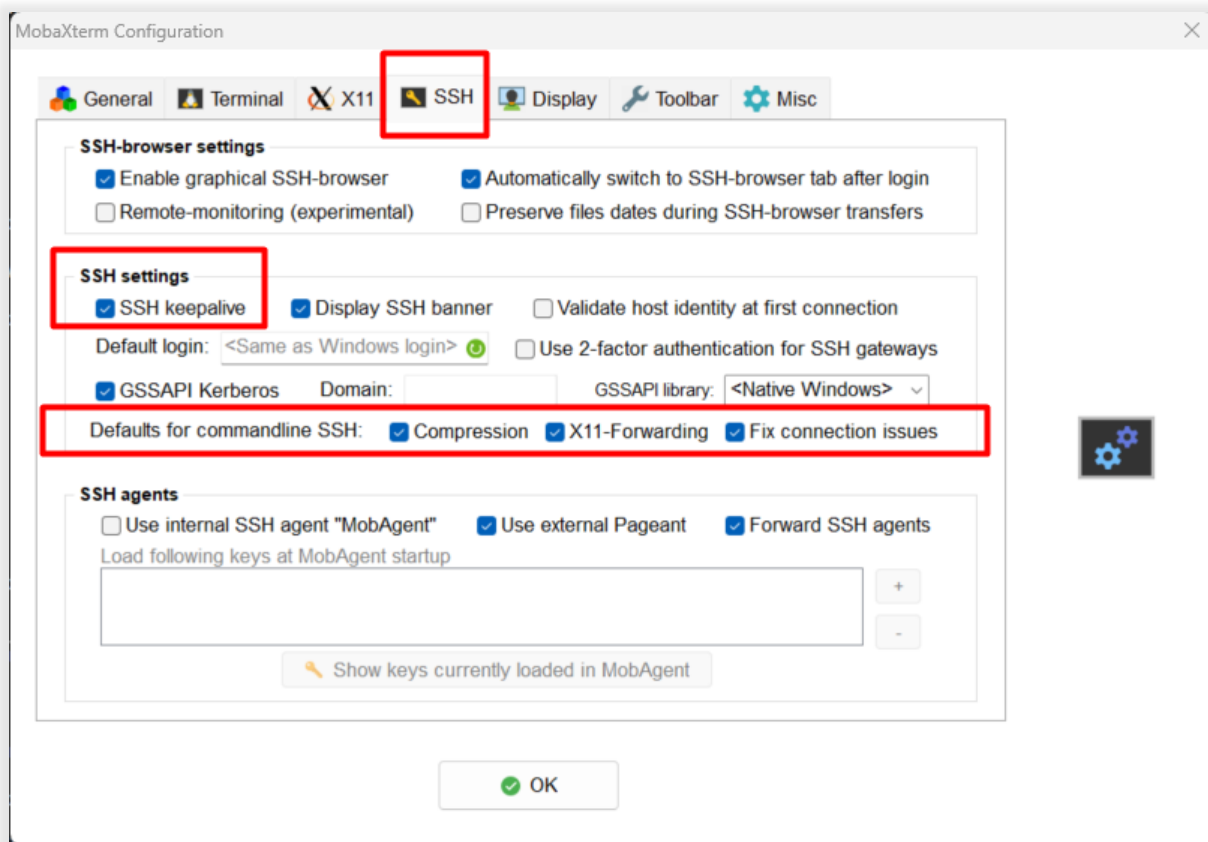 MobaXterm Configuration
General Terminal X11 SSH Display Toolbar Misc
SSH-browser settings
Enable graphical SSH-browser Automatically switch to SSH-browser tab after login
Remote-monitoring (experimental) Preserve files dates during SSH-browser transfers
SSH settings
SSH keepalive Display SSH banner Validate host identity at first connection
Default login: <Same as Windows login> Use 2-factor authentication for SSH gateways
GSSAPI Kerberos Domain: GSSAPI library: <Native Windows>
Defaults for commandline SSH: Compression X11-Forwarding Fix connection issues
SSH agents
Use internal SSH agent "MobAgent" Use external Pageant Forward SSH agents
Load following keys at MobAgent startup
+
-
Show keys currently loaded in MobAgent
OK